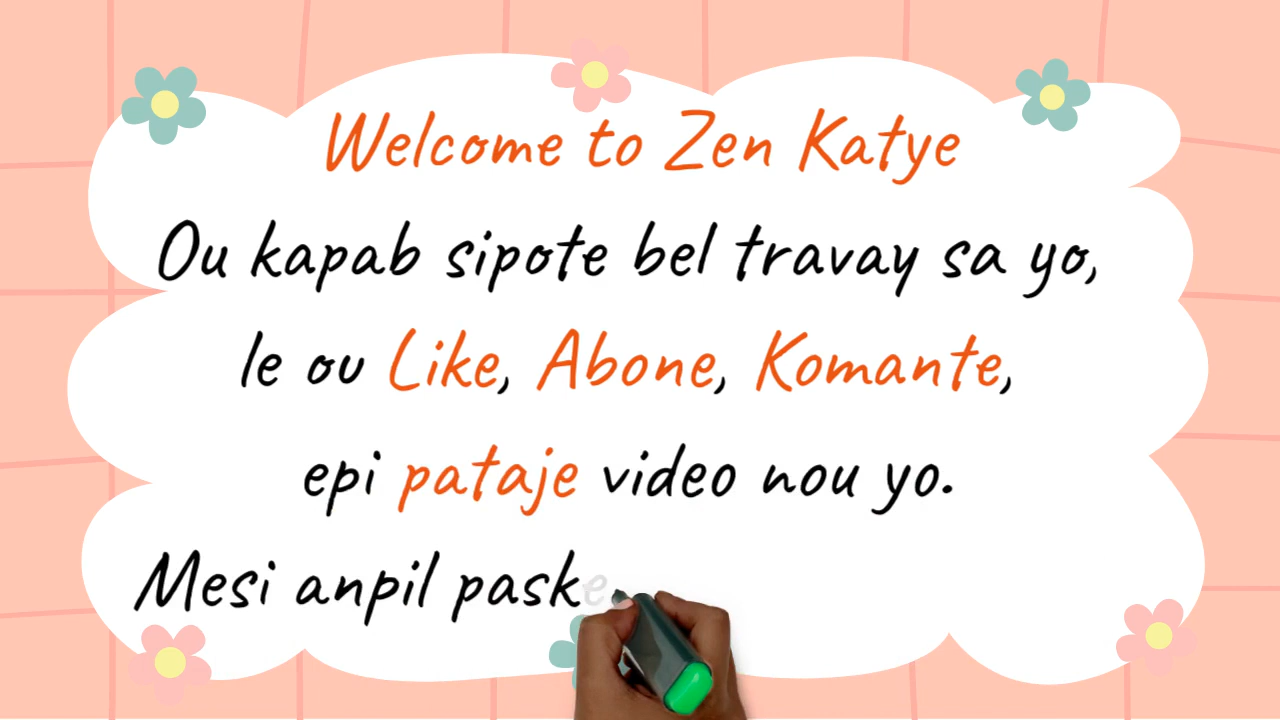 Welcome to Zen Katye
Ou kapab sipote bel travay sa yo,
le ou Like, Abone, Komante,
epi pataje video nou yo.
Mesi anpil paske